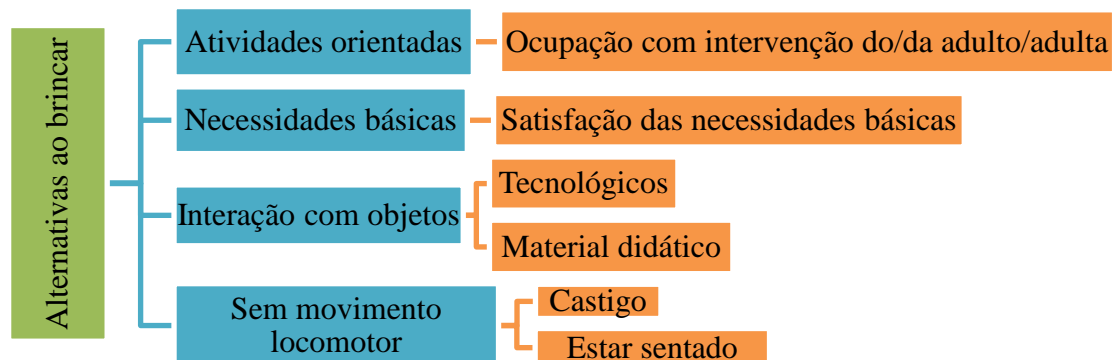 Alternativas ao brincar
Atividades orientadas
Ocupação com intervenção do/da adulto/adulta
Necessidades básicas
Satisfação das necessidades básicas
Interação com objetos
Tecnológicos
Material didático
Sem movimento
locomotor
Castigo
Estar sentado